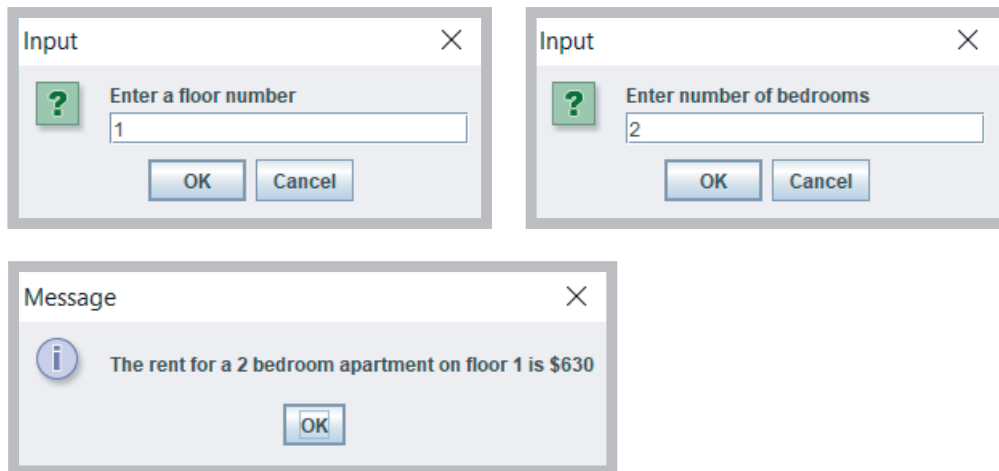 Input
Enter a floor number
1
OK Cancel
Input
Enter number of bedrooms
2
OK Cancel
Message
The rent for a 2 bedroom apartment on floor 1 is $630
OK